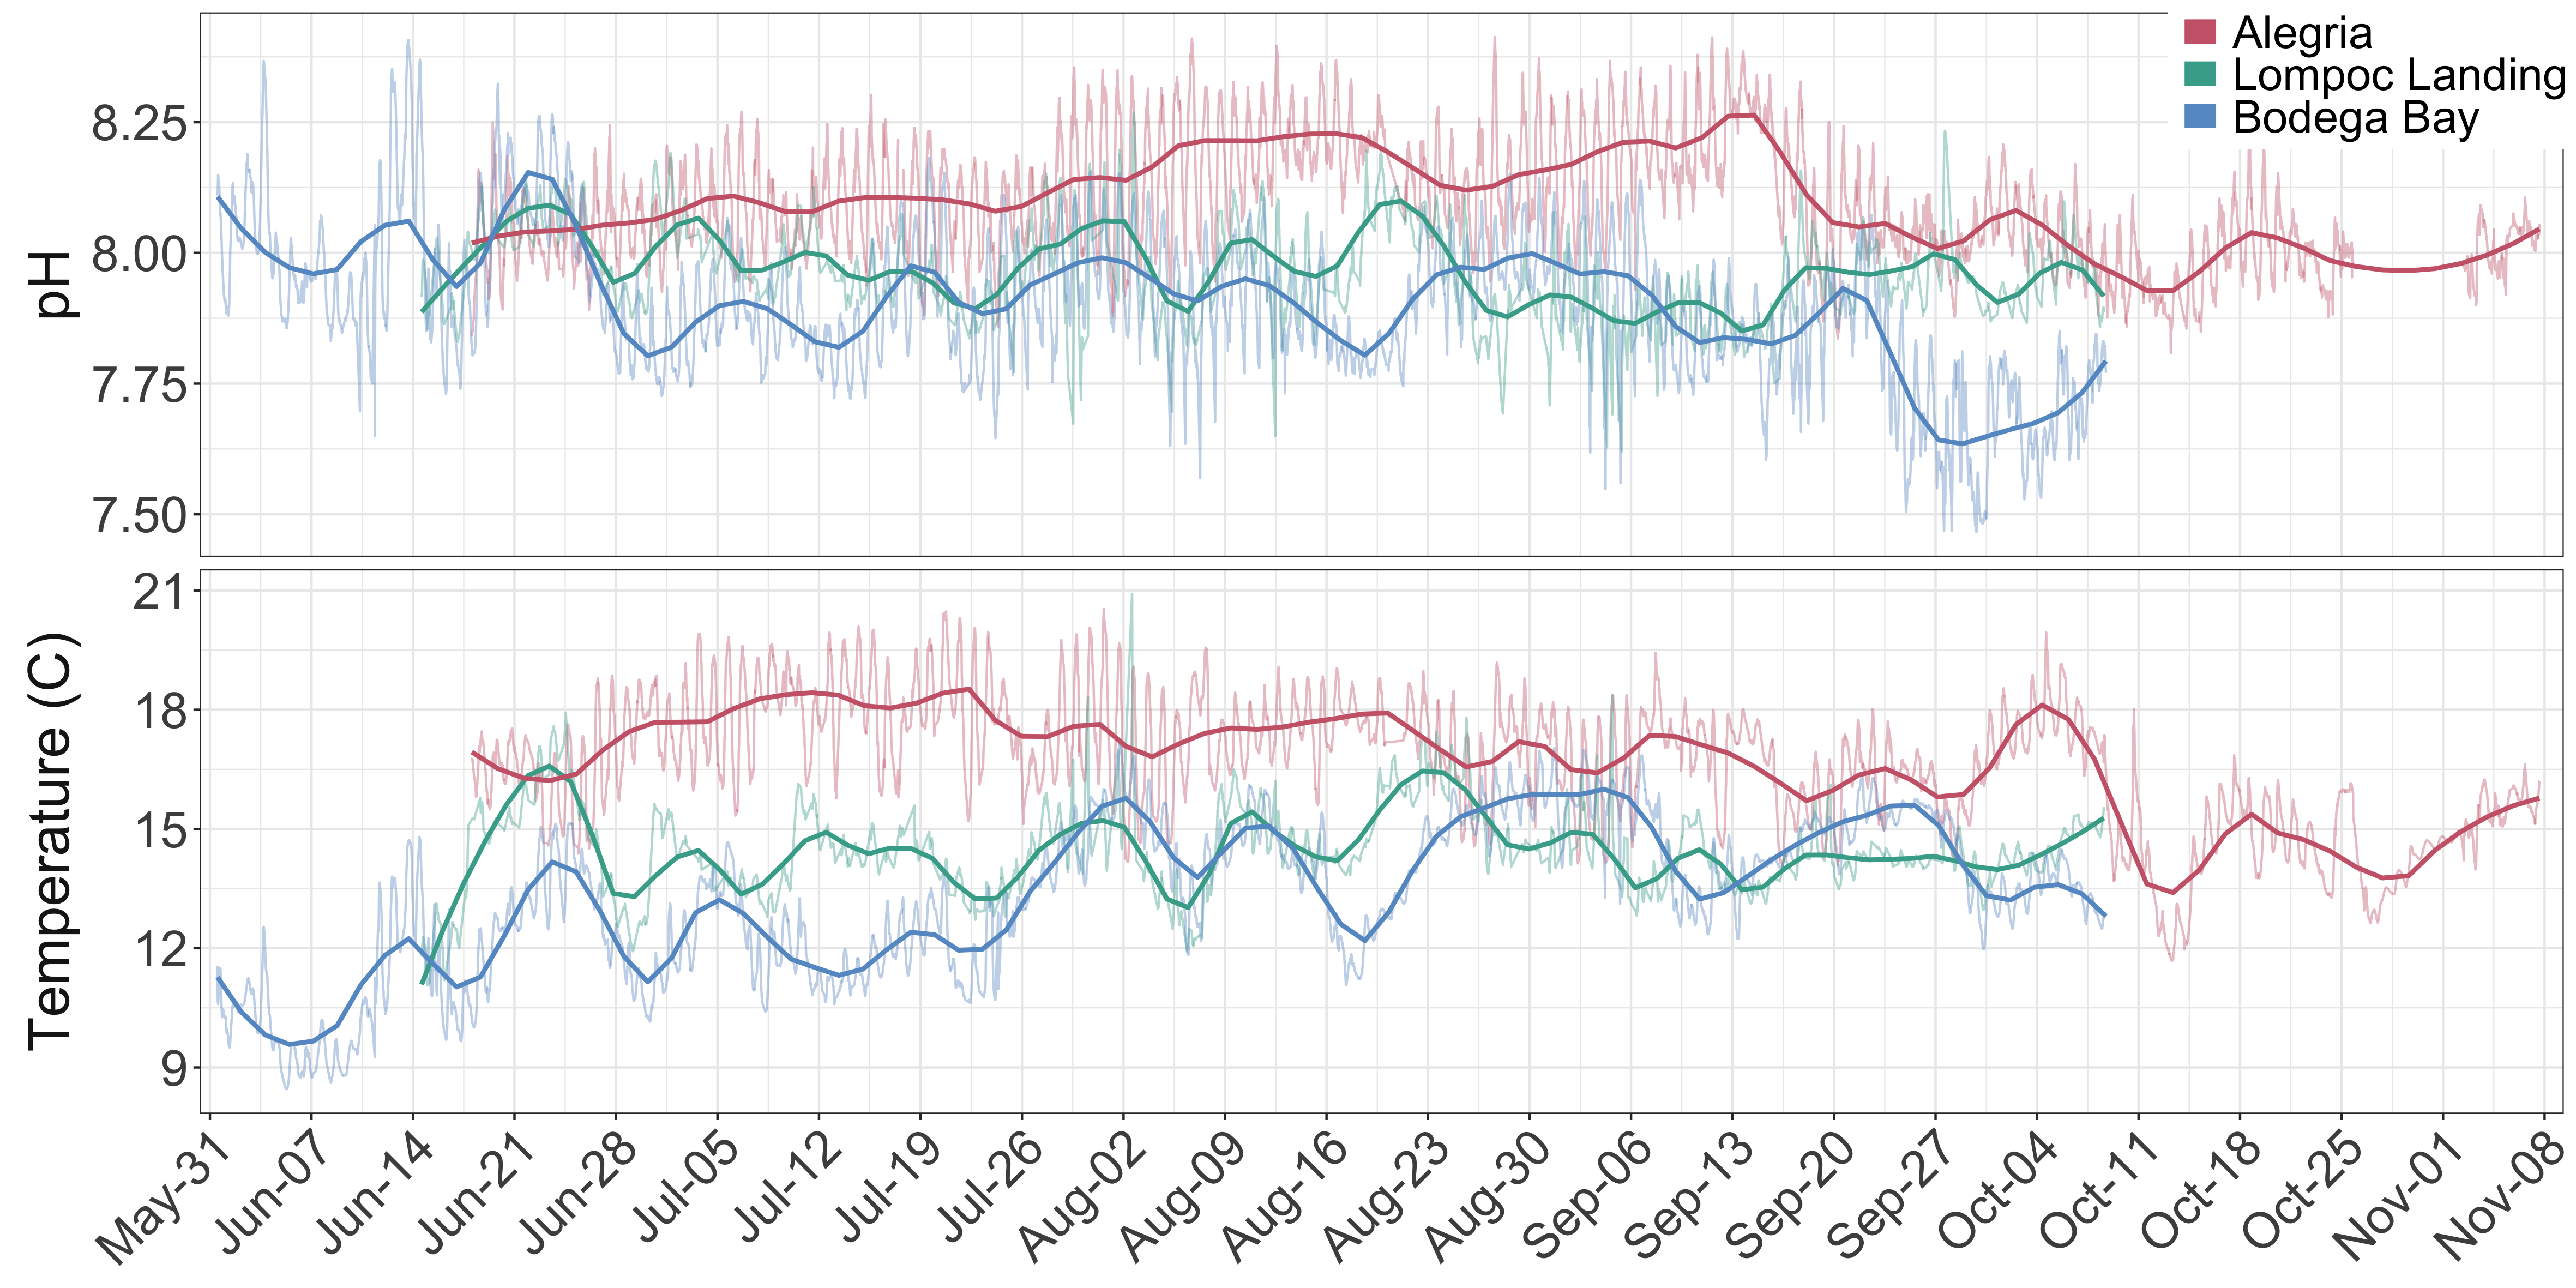 Alegria
Lompoc Landing
Bodega Bay
pH
8.25
8.00
7.75
7.50
Temperature (C)
21
18
15
12
9
May-31 Jun-07 Jun-14 Jun-21 Jun-28 Jul-05 Jul-12 Jul-19 Jul-26 Aug-02 Aug-09 Aug-16 Aug-23 Aug-30 Sep-06 Sep-13 Sep-20 Sep-27 Oct-04 Oct-11 Oct-18 Oct-25 Nov-01 Nov-08